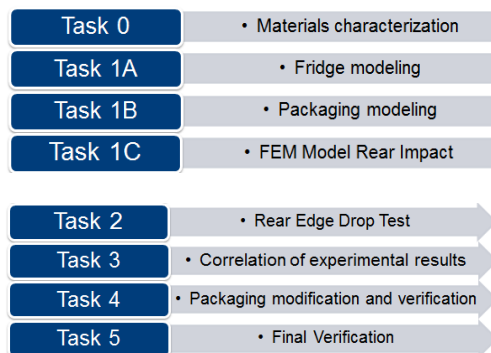 Task 0 • Materials characterization
Task 1A • Fridge modeling
Task 1B • Packaging modeling
Task 1C • FEM Model Rear Impact
Task 2 • Rear Edge Drop Test
Task 3 • Correlation of experimental results
Task 4 • Packaging modification and verification
Task 5 • Final Verification